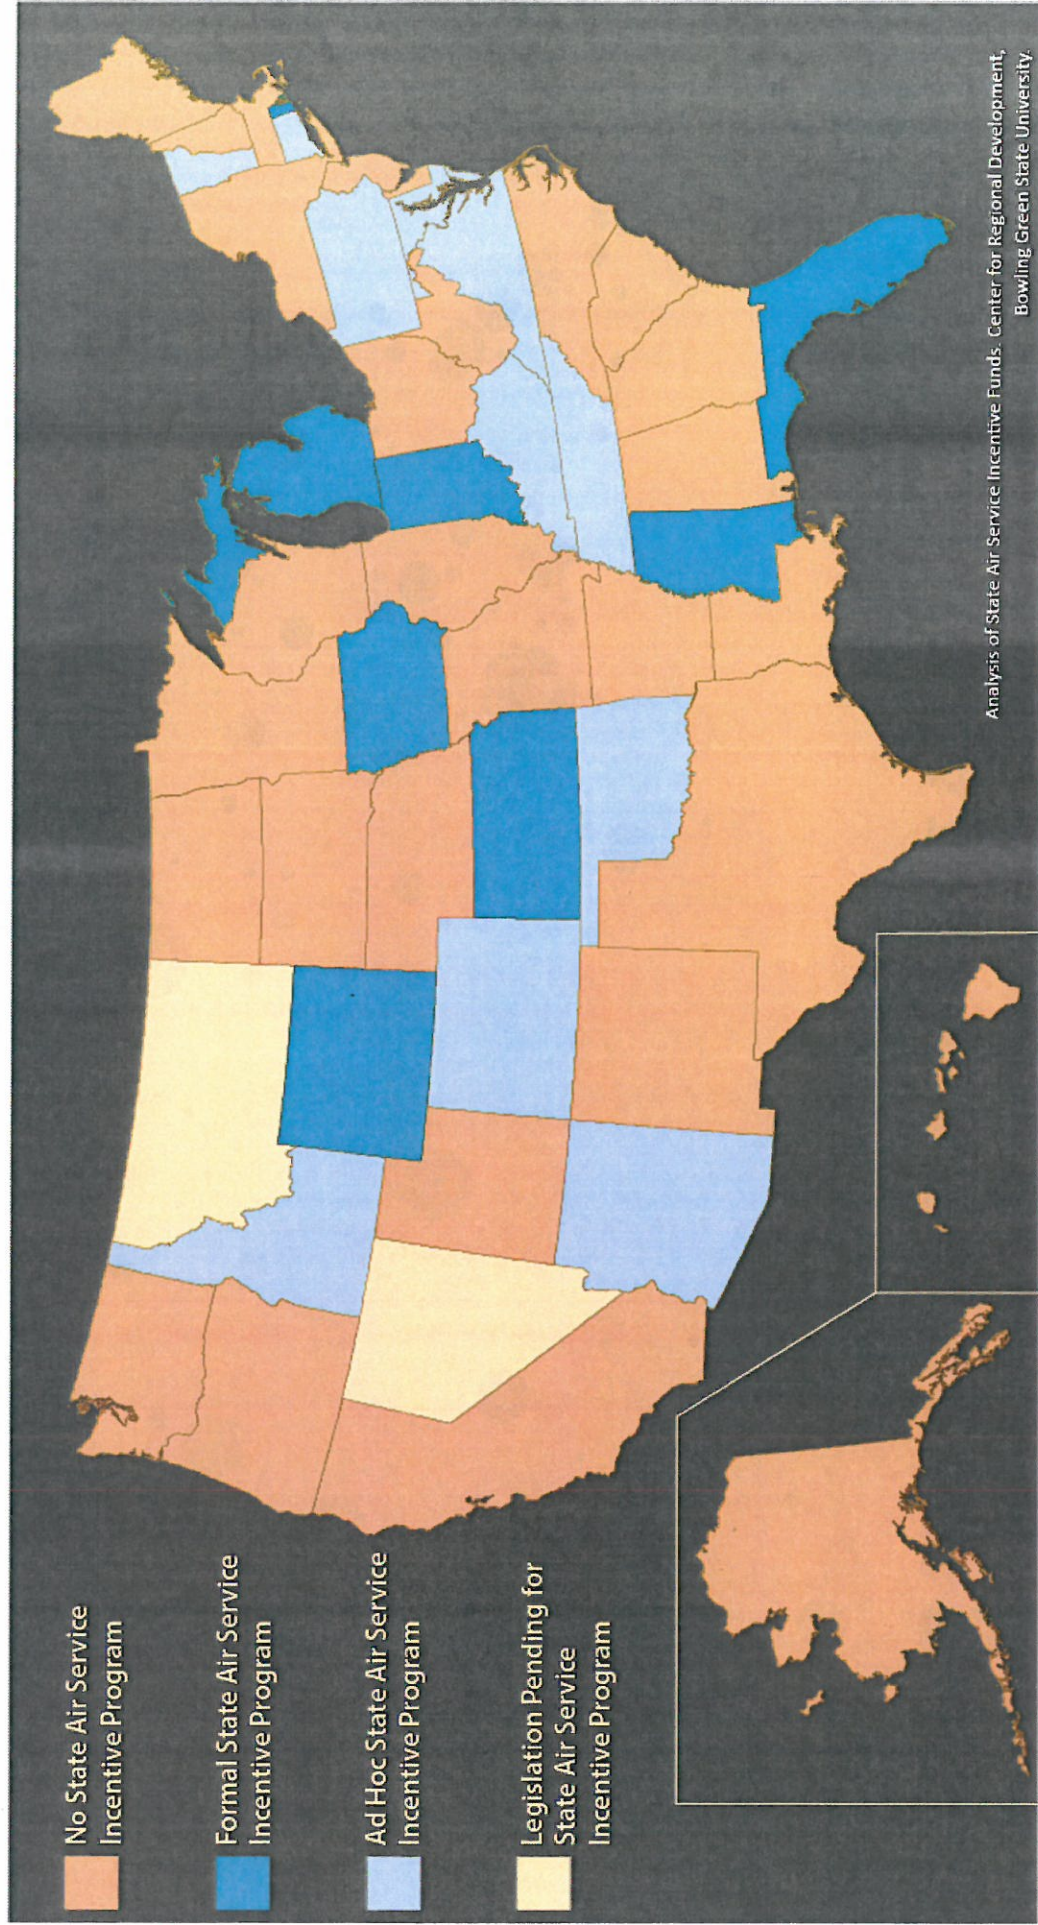 No State Air Service
Incentive Program
Formal State Air Service
Incentive Program
Ad Hoc State Air Service
Incentive Program
Legislation Pending for
State Air Service
Incentive Program
Analysis of State Air Service Incentive Funds. Center for Regional Development,
Bowling Green State University.